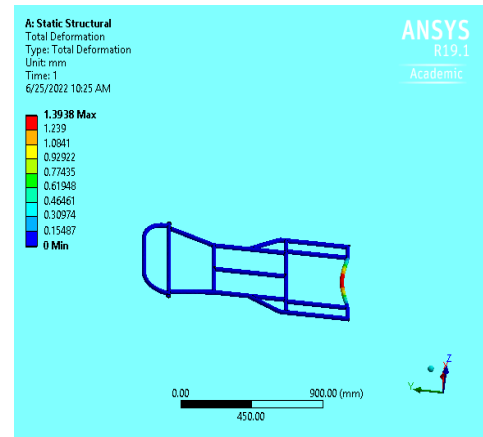 A: Static Structural
Total Deformation
Type: Total Deformation
Unit: mm
Time: 1
6/25/2022 10:25 AM
ANSYS
R19.1
Academic
1.3938 Max
1.239
1.0841
0.92922
0.77435
0.61948
0.46461
0.30974
0.15487
0 Min
Z
Y
0.00
900.00 (mm)
450.00